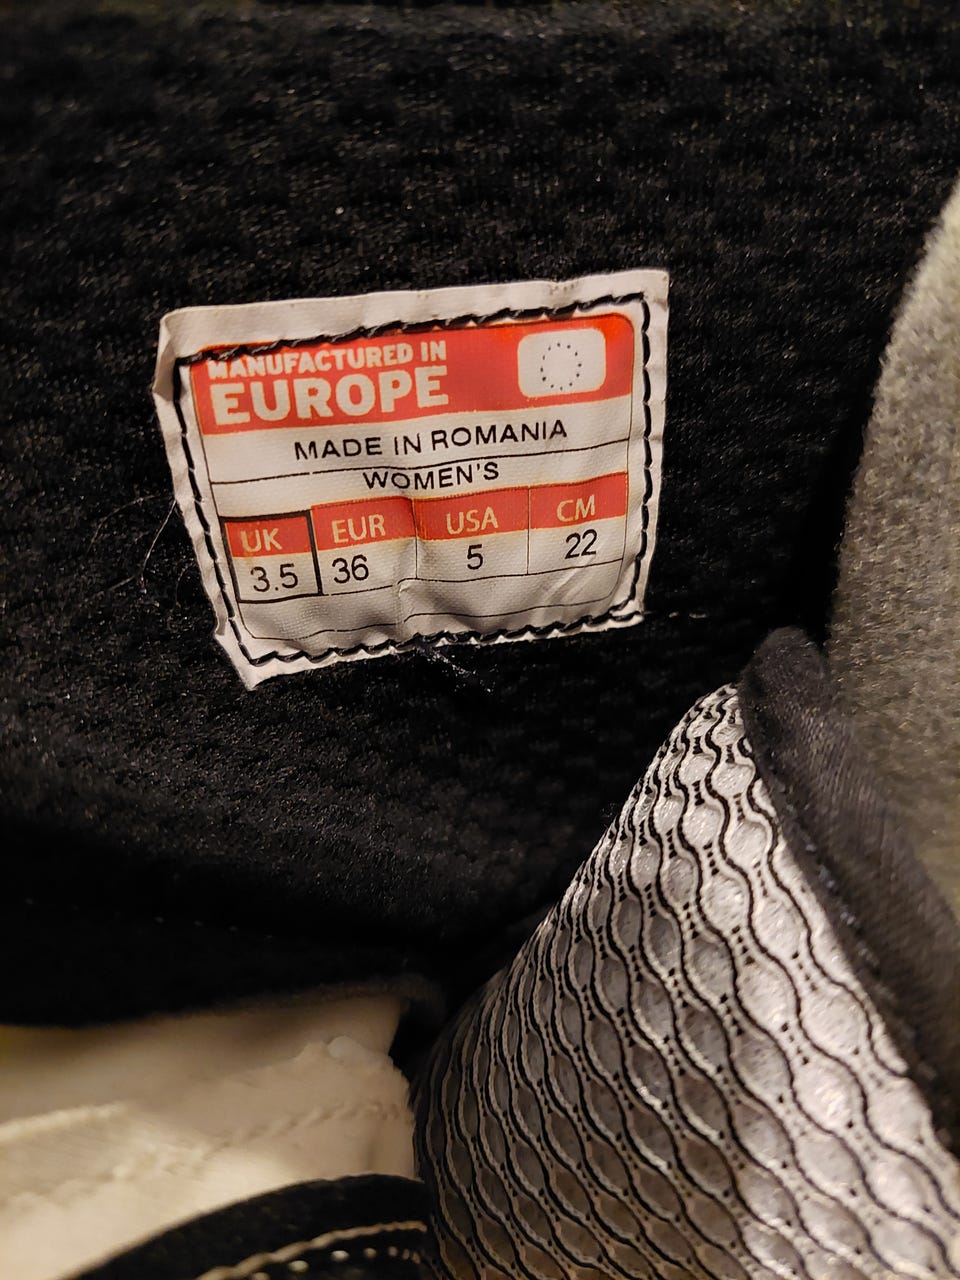 MANUFACTURED IN
EUROPE
MADE IN ROMANIA
WOMEN'S
UK EUR USA CM
3.5 36 5 22